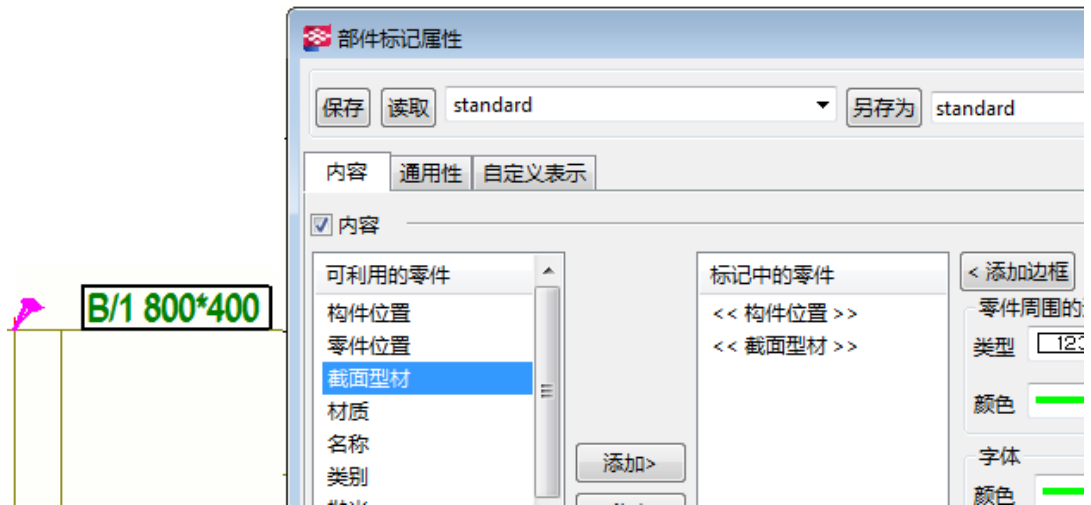 部件标记属性
保存 读取 standard 另存为 standard
内容 通用性 自定义表示
内容
可利用的零件
构件位置
零件位置
截面型材
材质
名称
类别
添加>
标记中的零件
<< 构件位置 >>
<< 截面型材 >>
< 添加边框
零件周围的
类型 123
颜色
字体
颜色
B/1 800*400